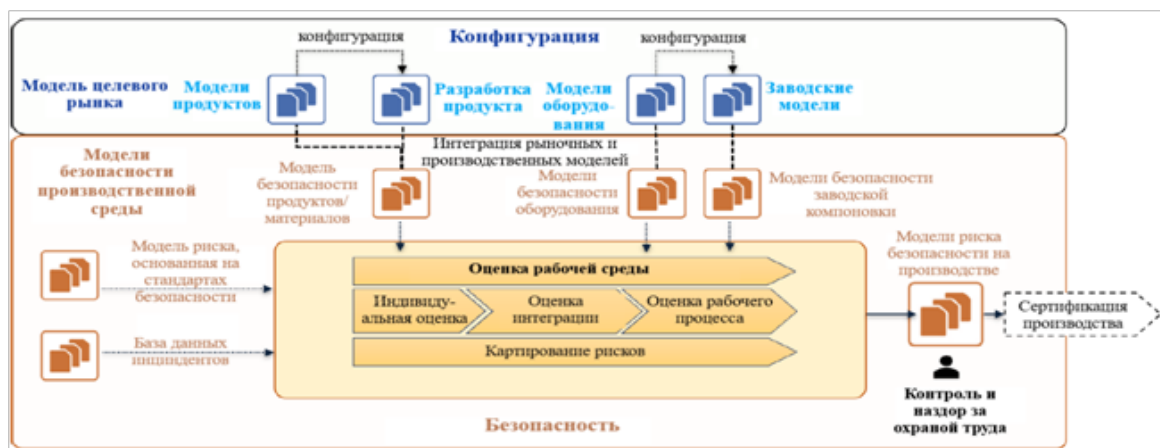 Конфигурация
конфигурация
конфигурация
Модель целевого
рынка
Модели
продуктов
Разработка
продукта
Модели
оборудо-
вания
Заводские
модели
Интеграция рыночных и
производственных моделей
Модели
безопасности
производственной
среды
Модель
безопасности
продуктов/
материалов
Модели
безопасности
оборудования
Модели безопасности
заводской
компоновки
Модель риска,
основанная на
стандартах
безопасности
База данных
инциндентов
Оценка рабочей среды
Индивиду-
альная оценка
Оценка
интеграции
Оценка рабочего
процесса
Картирование рисков
Модели риска
безопасности на
производстве
Сертификация
производства
Контроль и
наздор за
охраной труда
Безопасность